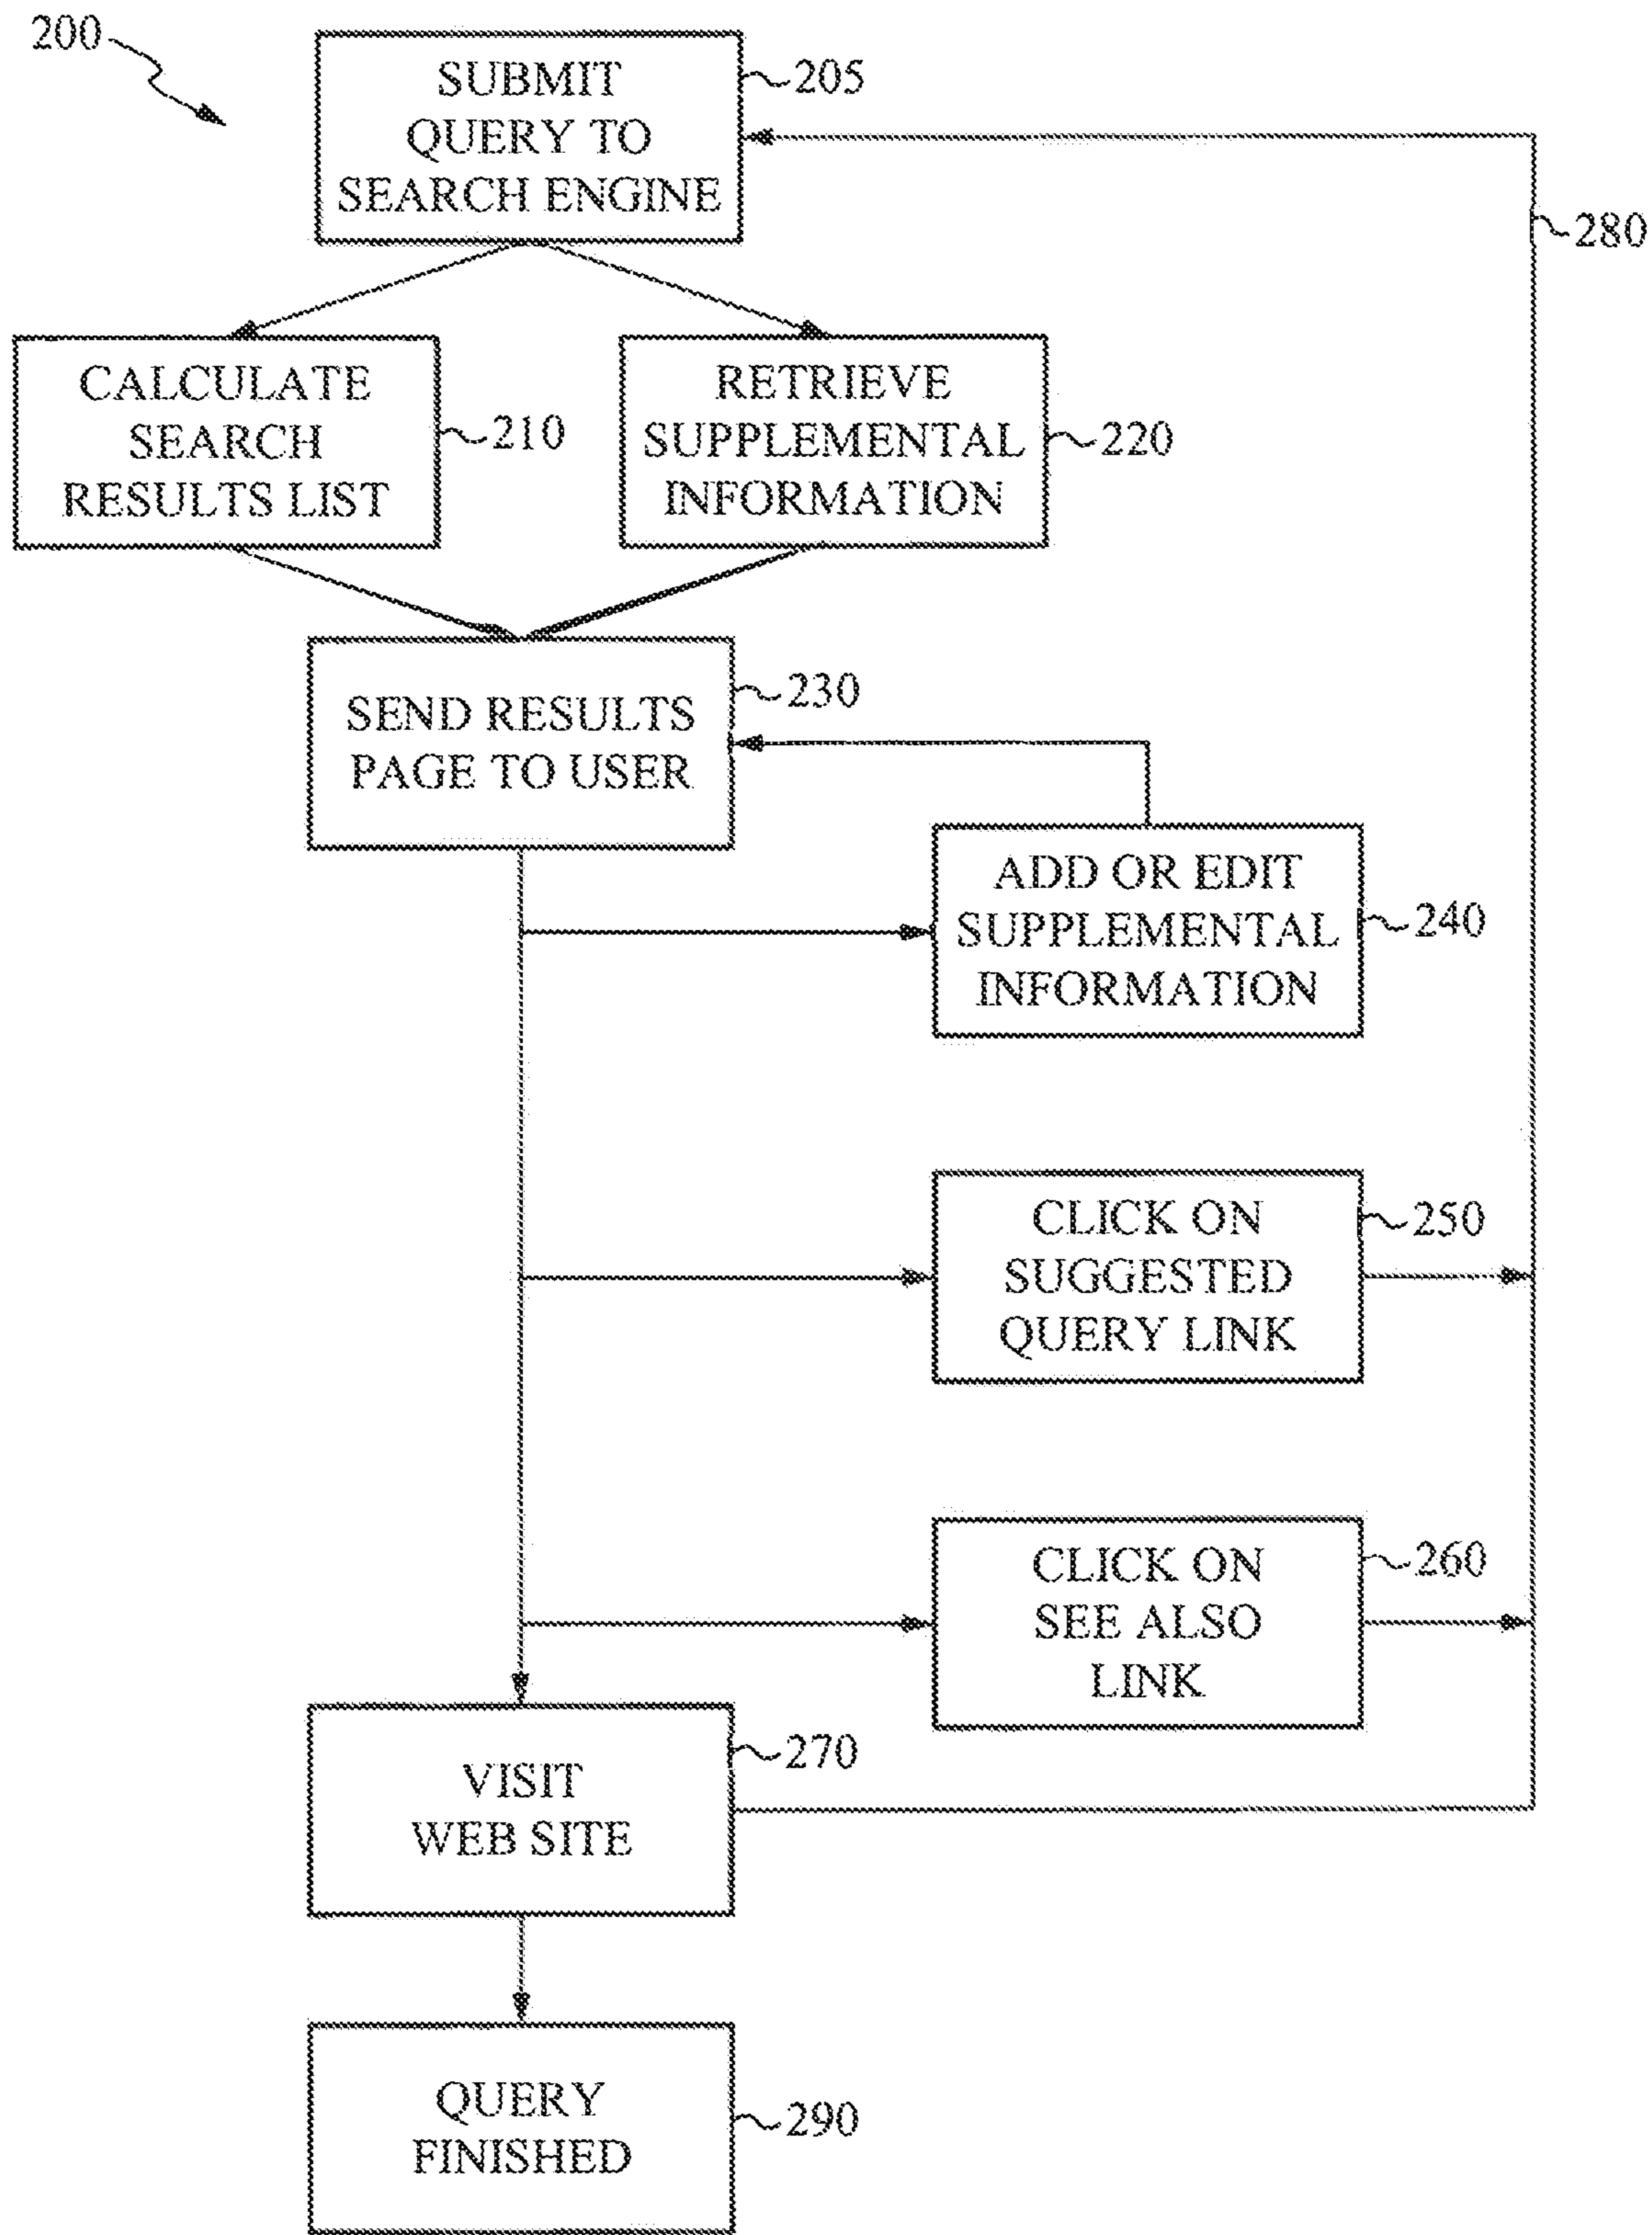 200
SUBMIT
QUERY TO
SEARCH ENGINE
205
280
CALCULATE
SEARCH
RESULTS LIST
210
RETRIEVE
SUPPLEMENTAL
INFORMATION
220
SEND RESULTS
PAGE TO USER
230
ADD OR EDIT
SUPPLEMENTAL
INFORMATION
240
CLICK ON
SUGGESTED
QUERY LINK
250
CLICK ON
SEE ALSO
LINK
260
VISIT
WEB SITE
270
QUERY
FINISHED
290